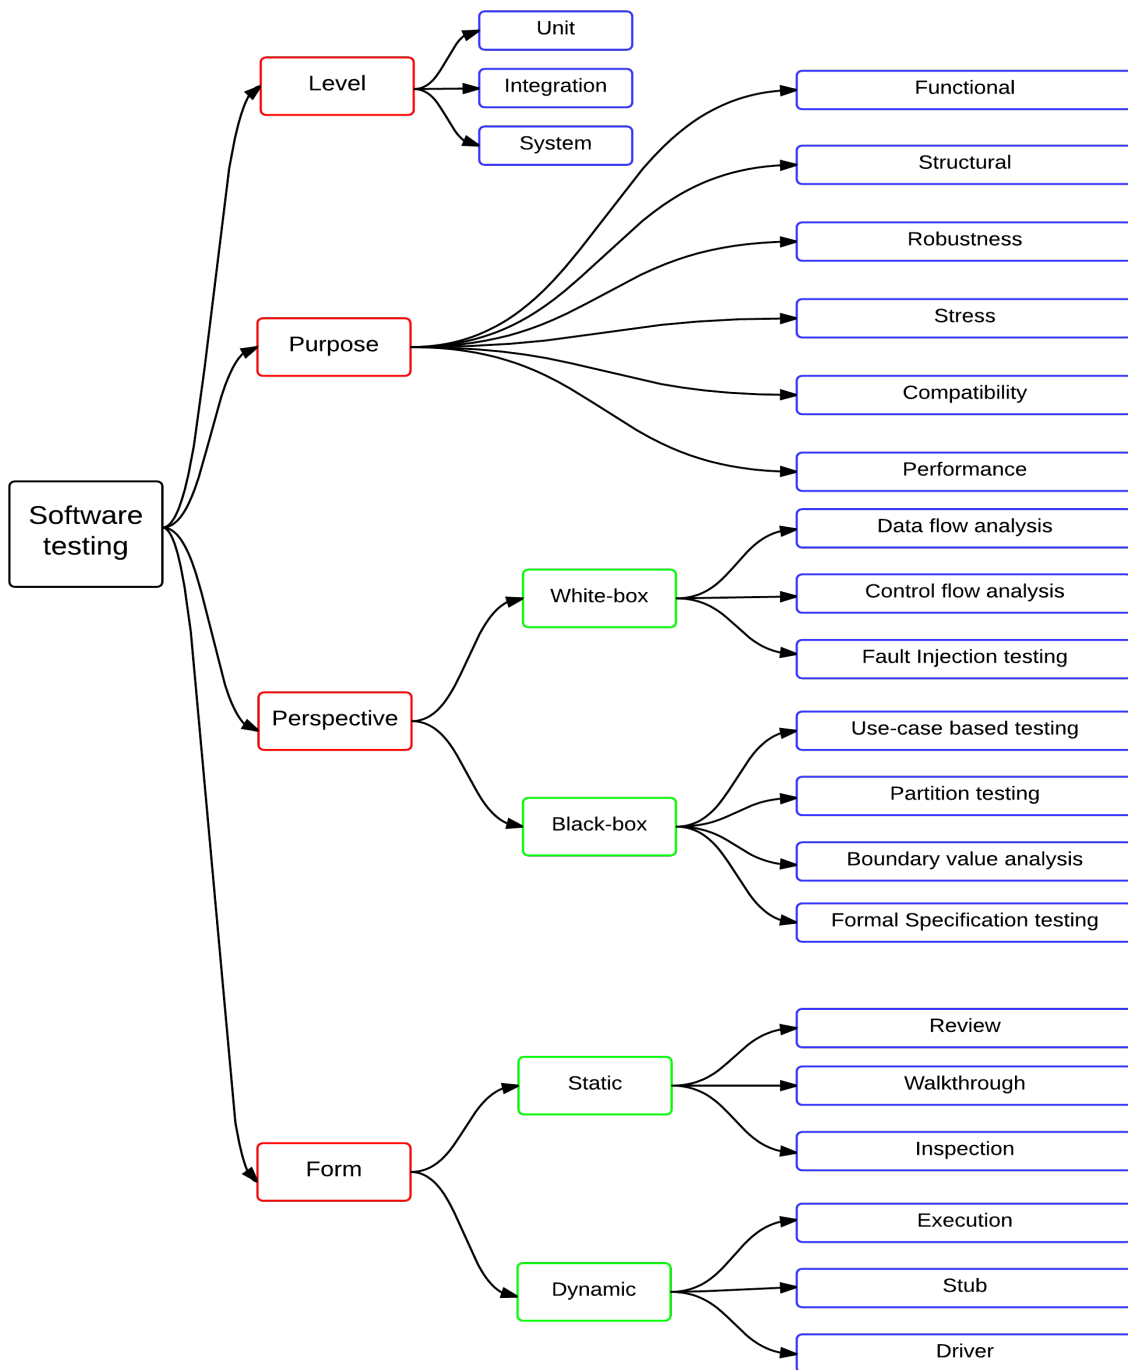 Unit
Level
Integration
System
Functional
Structural
Robustness
Stress
Purpose
Compatibility
Performance
Software
testing
Data flow analysis
White-box
Control flow analysis
Fault Injection testing
Perspective
Use-case based testing
Partition testing
Black-box
Boundary value analysis
Formal Specification testing
Review
Static
Walkthrough
Inspection
Form
Execution
Dynamic
Stub
Driver